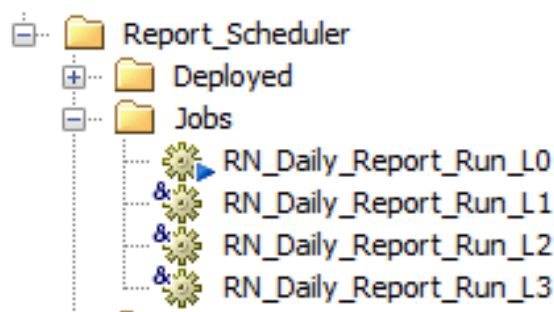 Report_Scheduler
Deployed
Jobs
RN_Daily_Report_Run_L0
& RN_Daily_Report_Run_L1
& RN_Daily_Report_Run_L2
& RN_Daily_Report_Run_L3